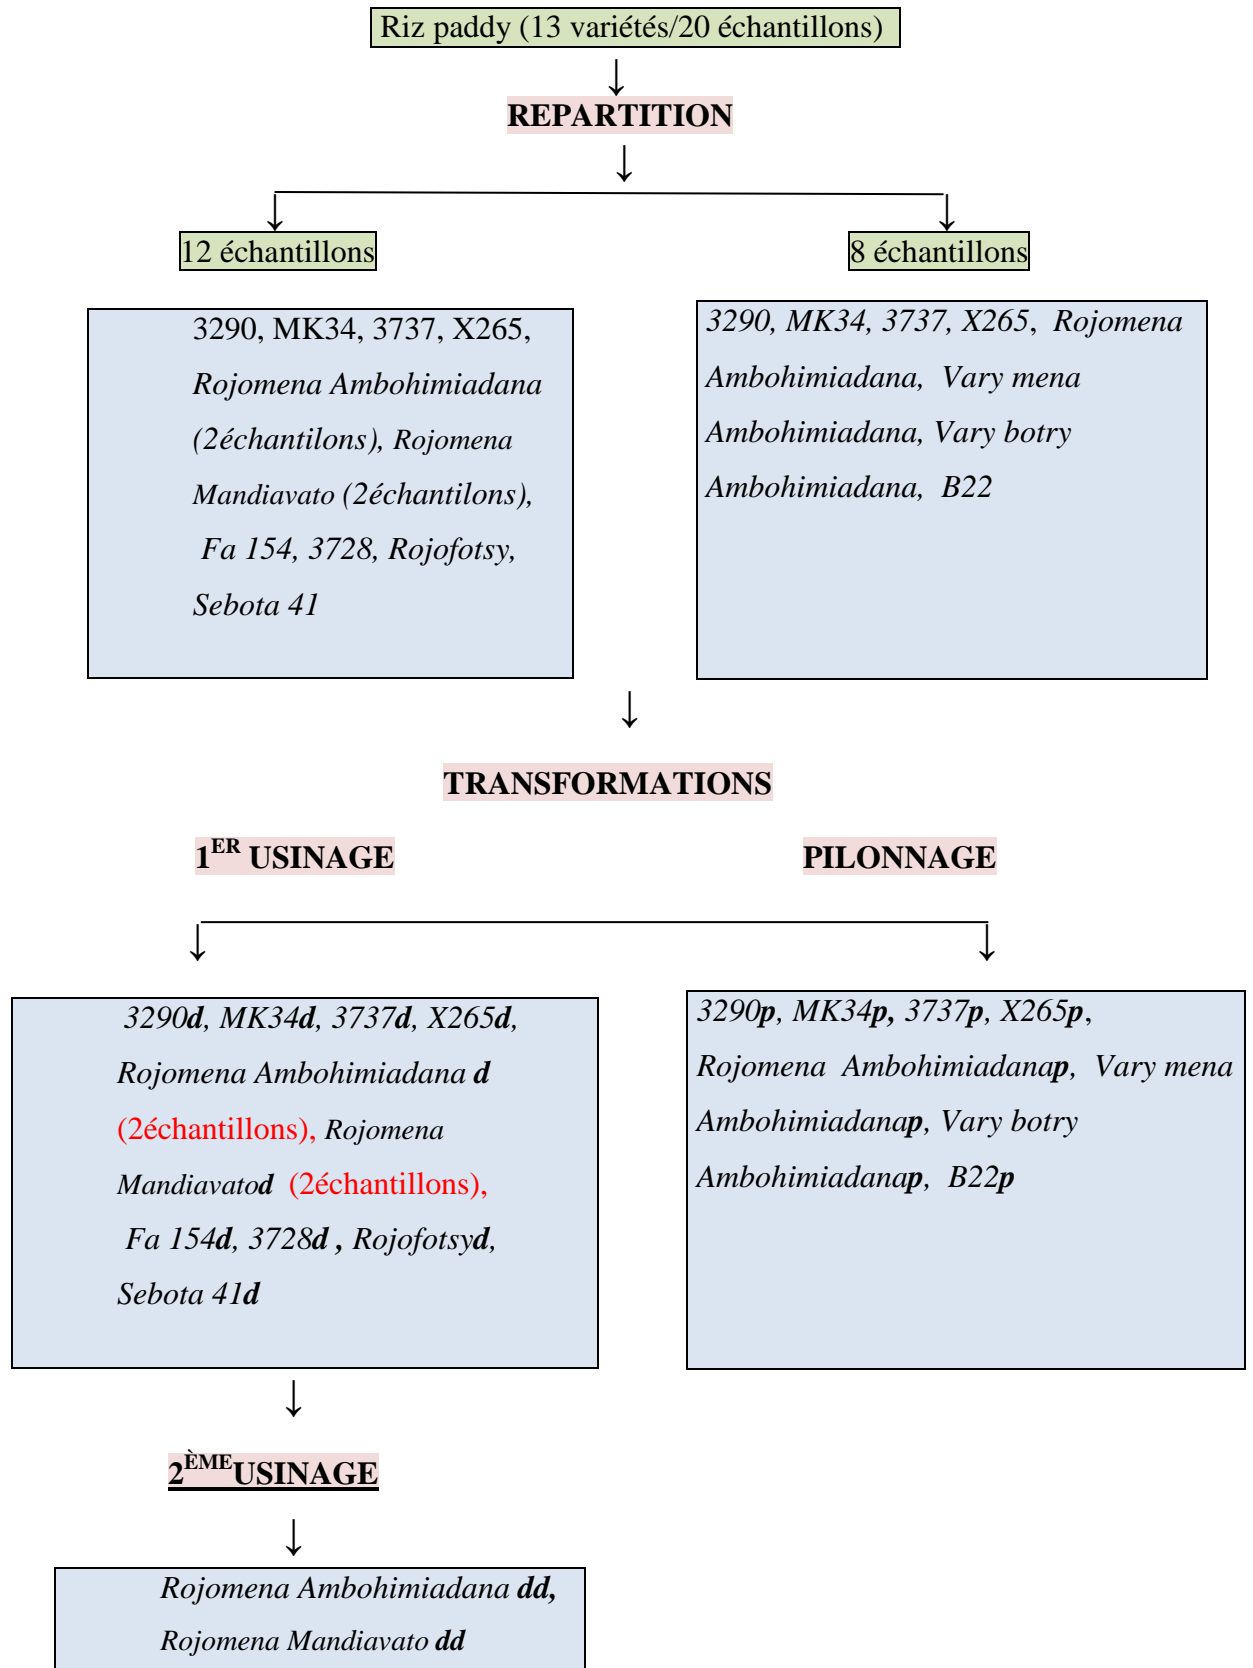 Riz paddy (13 variétés/20 échantillons)
REPARTITION
12 échantillons
8 échantillons
3290, MK34, 3737, X265,
Rojomena Ambohimiadana
(2échantilons), Rojomena
Mandiavato (2échantilons),
Fa 154, 3728, Rojofotsy,
Sebota 41
3290, MK34, 3737, X265, Rojomena
Ambohimiadana, Vary mena
Ambohimiadana, Vary botry
Ambohimiadana, B22
TRANSFORMATIONS
1ER USINAGE
PILONNAGE
3290d, MK34d, 3737d, X265d,
Rojomena Ambohimiadana d
(2échantillons), Rojomena
Mandiavatod (2échantillons),
Fa 154d, 3728d , Rojofotsyd,
Sebota 41d
3290p, MK34p, 3737p, X265p,
Rojomena Ambohimiadanap, Vary mena
Ambohimiadanap, Vary botry
Ambohimiadanap, B22p
2ÈMEUSINAGE
Rojomena Ambohimiadana dd,
Rojomena Mandiavato dd